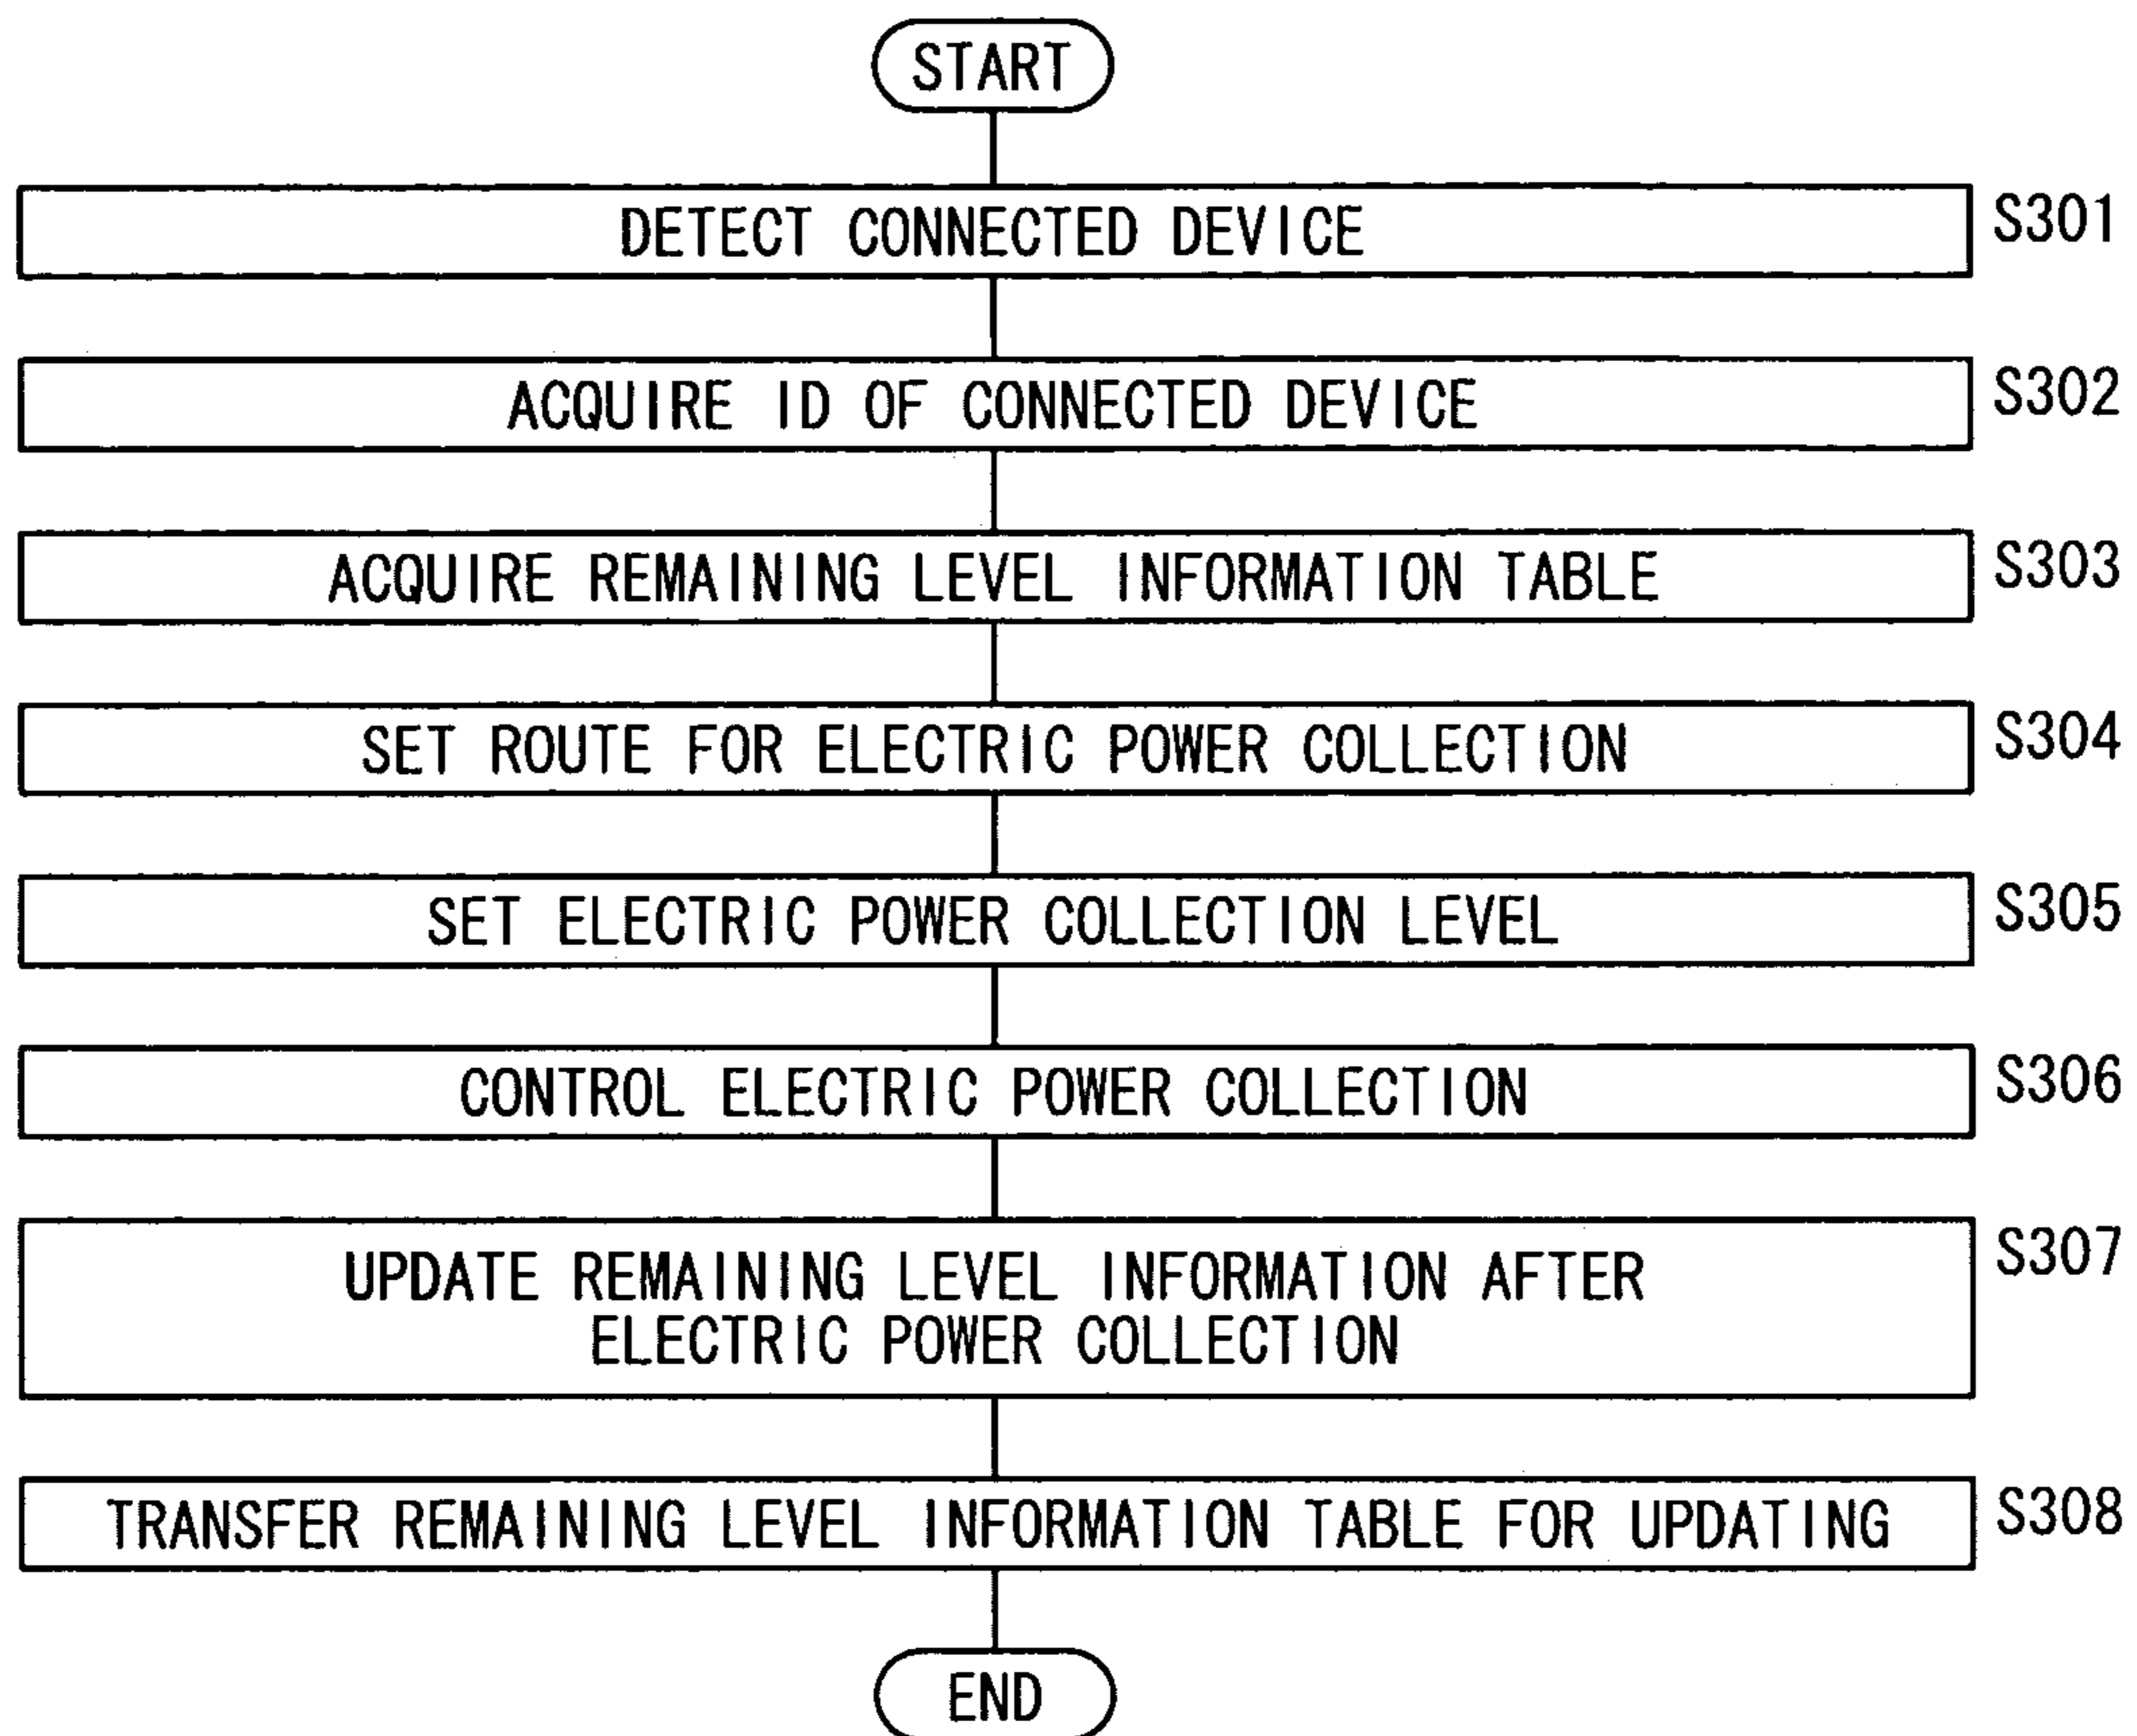 START
DETECT CONNECTED DEVICE S301
ACQUIRE ID OF CONNECTED DEVICE S302
ACQUIRE REMAINING LEVEL INFORMATION TABLE S303
SET ROUTE FOR ELECTRIC POWER COLLECTION S304
SET ELECTRIC POWER COLLECTION LEVEL S305
CONTROL ELECTRIC POWER COLLECTION S306
UPDATE REMAINING LEVEL INFORMATION AFTER S307
ELECTRIC POWER COLLECTION
TRANSFER REMAINING LEVEL INFORMATION TABLE FOR UPDATING S308
END